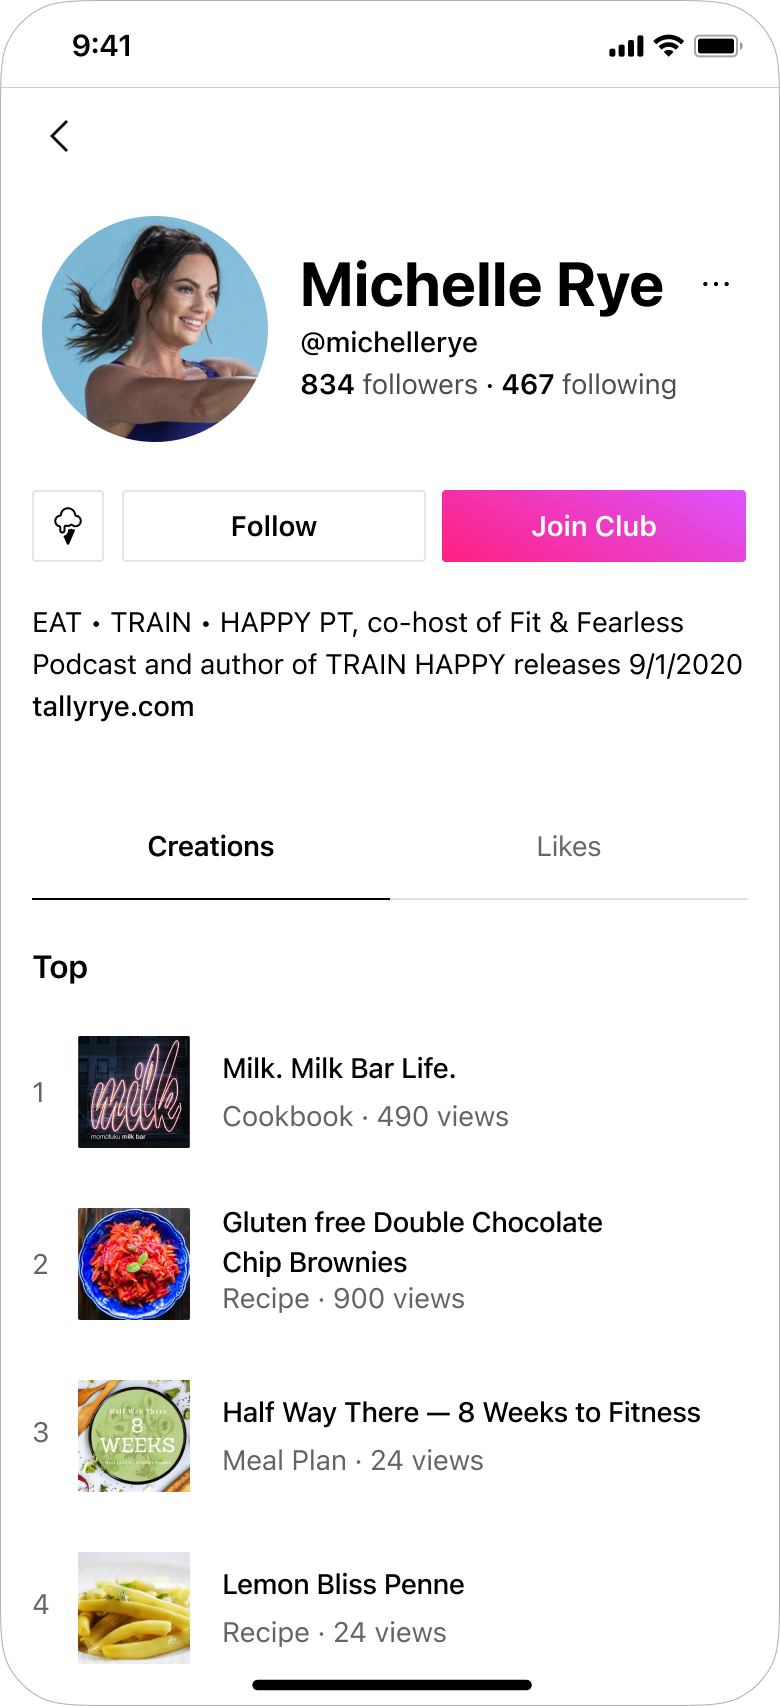 9:41
Michelle Rye
@michellerye
834 followers · 467 following
Follow
Join Club
EAT • TRAIN • HAPPY PT, co-host of Fit & Fearless
Podcast and author of TRAIN HAPPY releases 9/1/2020
tallyrye.com
Creations
Likes
Top
1
milk
momofuku milk bar
Milk. Milk Bar Life.
Cookbook · 490 views
2
Gluten free Double Chocolate
Chip Brownies
Recipe · 900 views
3
Half Way There
8
WEEKS
Half Way There — 8 Weeks to Fitness
Meal Plan · 24 views
4
Lemon Bliss Penne
Recipe · 24 views